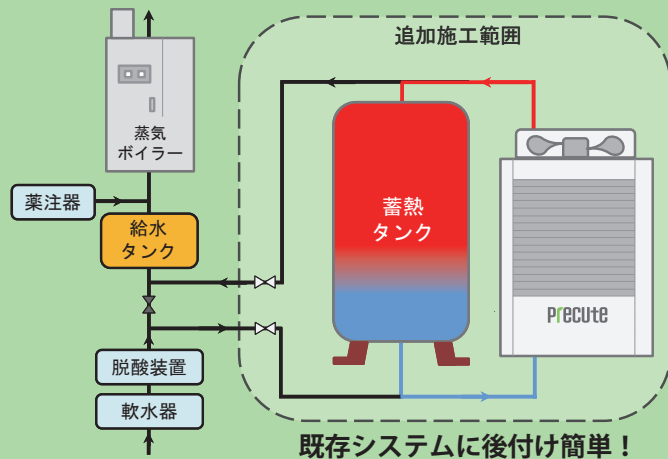 追加施工範囲
蒸気
ボイラー
薬注器
給水
タンク
蓄熱
タンク
precute
脱酸装置
軟水器
既存システムに後付け簡単！